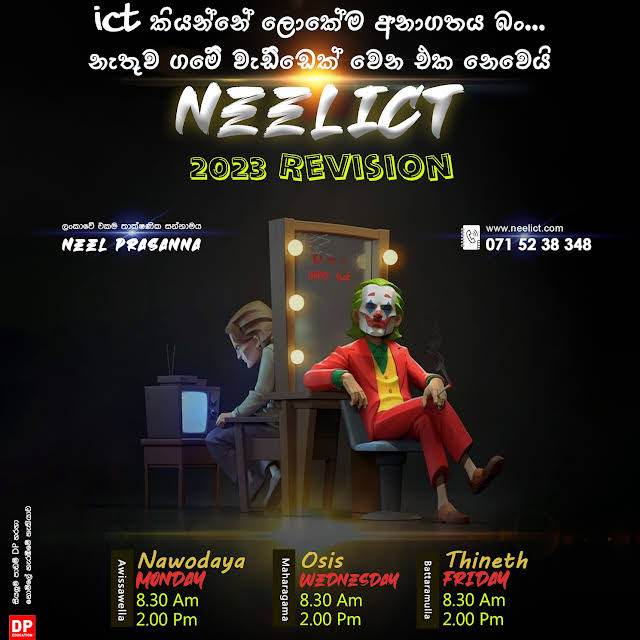 ict කියන්නේ ලොකේම අනාගතය බං...
නැතුව ගමේ වැඩ්ඩෙක් වෙන එක නෙවෙයි
NEELICT
2023 REVISION
ලංකාවේ එකම තාක්ෂණික සන්නාමය
NEEL PRASANNA
www.neelict.com
071 52 38 348
Awissawella
Nawodaya
MONDAY
8.30 Am
2.00 Pm
Maharagama
Osis
WEDNESDAY
8.30 Am
2.00 Pm
Battaramulla
Thineth
FRIDAY
8.30 Am
2.00 Pm
DP
EDUCATION